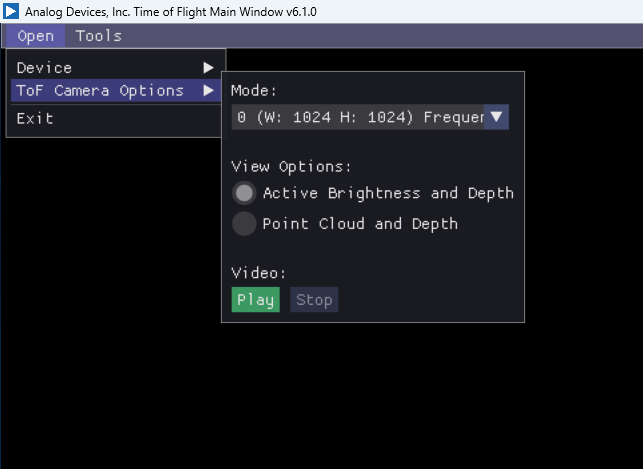 Analog Devices, Inc. Time of Flight Main Window v6.1.0
Open Tools
Device
ToF Camera Options
Exit
Mode:
0 (W: 1024 H: 1024) Frequen
View Options:
Active Brightness and Depth
Point Cloud and Depth
Video:
Play Stop